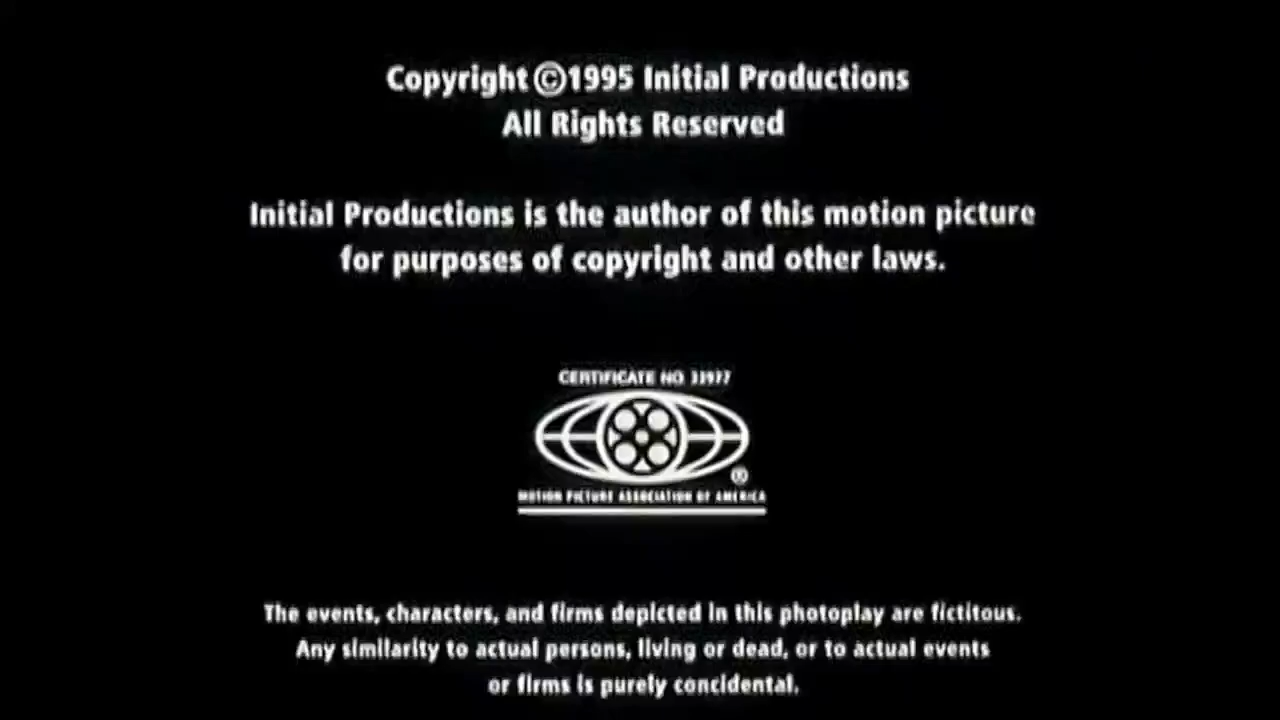 Copyright ©1995 Initial Productions
All Rights Reserved
Initial Productions is the author of this motion picture
for purposes of copyright and other laws.
CERTIFICATE NO. 33977
®
MOTION PICTURE ASSOCIATION OF AMERICA
The events, characters, and firms depicted in this photoplay are fictitous.
Any similarity to actual persons, living or dead, or to actual events
or firms is purely concidental.